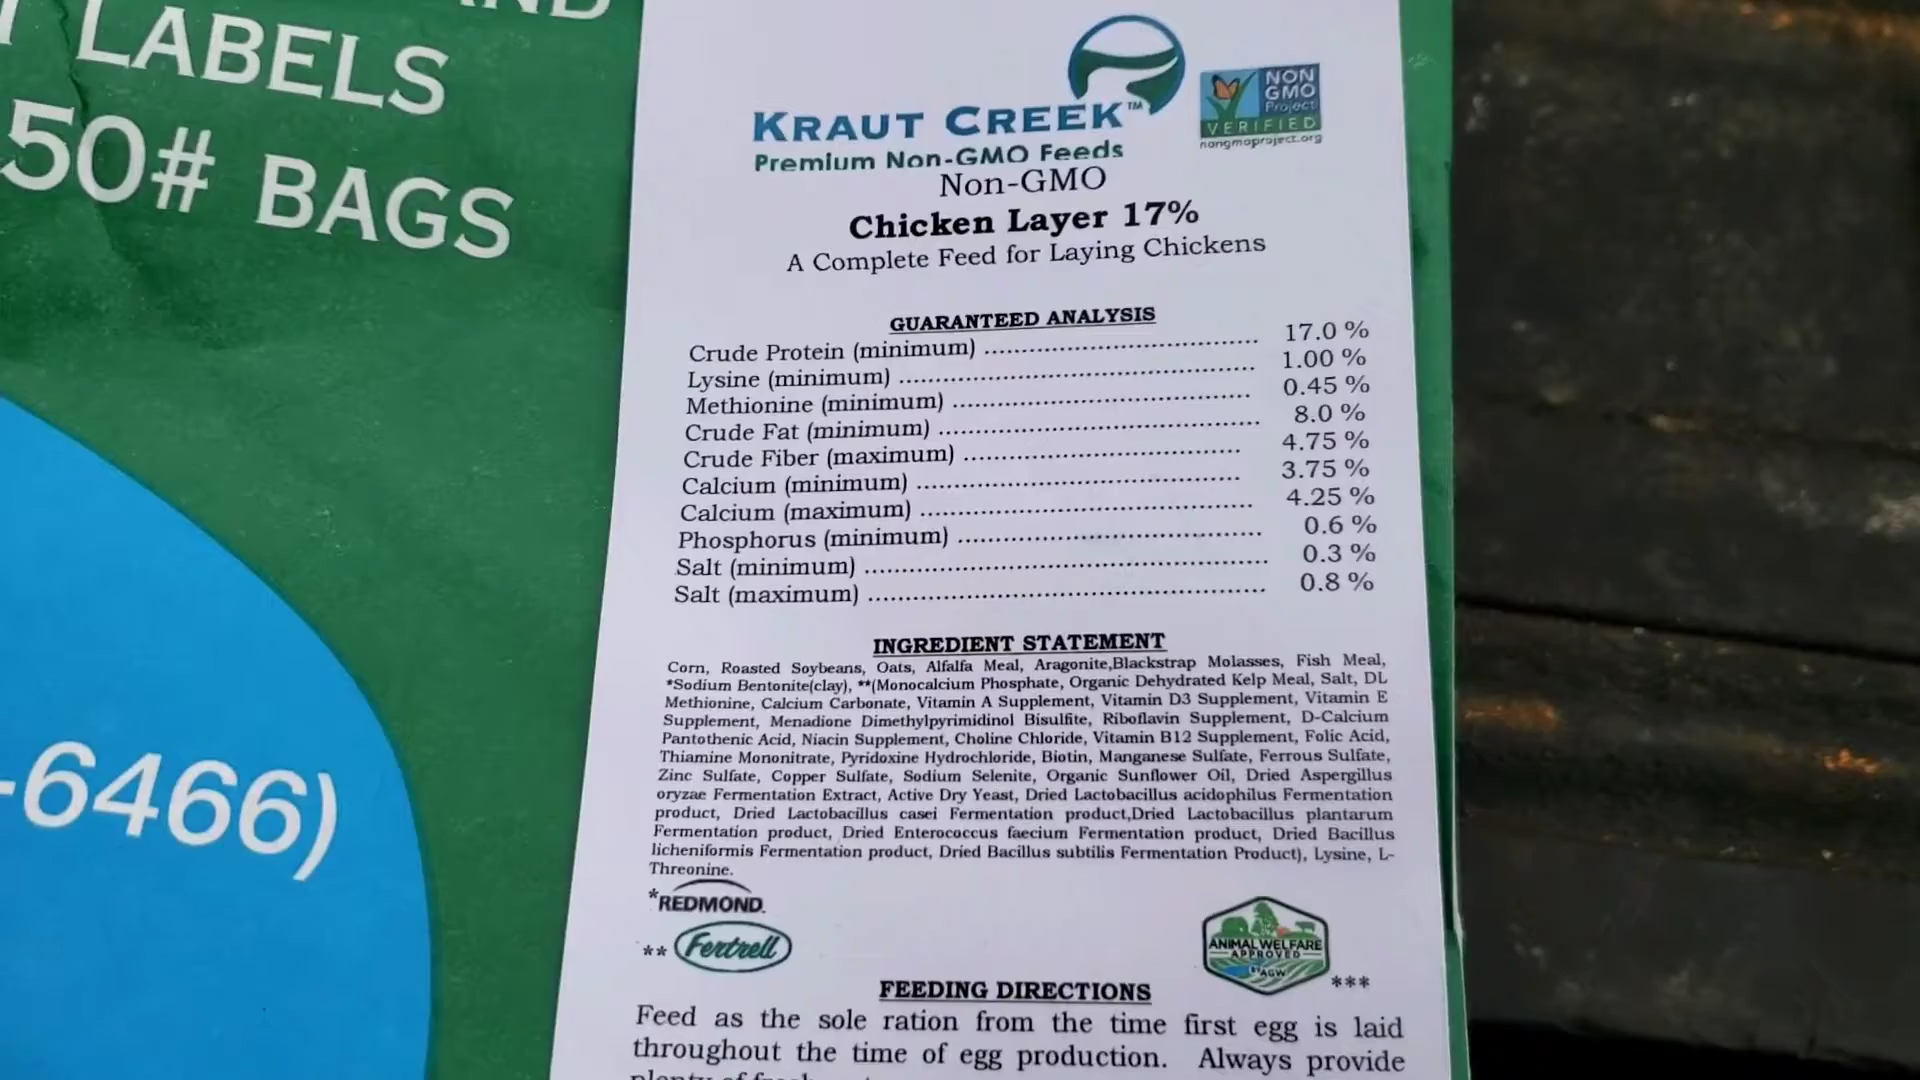 LABELS
50# BAGS
-6466)
KRAUT CREEK™
Premium Non-GMO Feeds
NON
GMO
Project
VERIFIED
nongmoproject.org
Non-GMO
Chicken Layer 17%
A Complete Feed for Laying Chickens
GUARANTEED ANALYSIS
Crude Protein (minimum) ........................................ 17.0 %
Lysine (minimum) ........................................ 1.00 %
Methionine (minimum) ........................................ 0.45 %
Crude Fat (minimum) ........................................ 8.0 %
Crude Fiber (maximum) ........................................ 4.75 %
Calcium (minimum) ........................................ 3.75 %
Calcium (maximum) ........................................ 4.25 %
Phosphorus (minimum) ........................................ 0.6 %
Salt (minimum) ........................................ 0.3 %
Salt (maximum) ........................................ 0.8 %
INGREDIENT STATEMENT
Corn, Roasted Soybeans, Oats, Alfalfa Meal, Aragonite,Blackstrap Molasses, Fish Meal,
*Sodium Bentonite(clay), **(Monocalcium Phosphate, Organic Dehydrated Kelp Meal, Salt, DL
Methionine, Calcium Carbonate, Vitamin A Supplement, Vitamin D3 Supplement, Vitamin E
Supplement, Menadione Dimethylpyrimidinol Bisulfite, Riboflavin Supplement, D-Calcium
Pantothenic Acid, Niacin Supplement, Choline Chloride, Vitamin B12 Supplement, Folic Acid,
Thiamine Mononitrate, Pyridoxine Hydrochloride, Biotin, Manganese Sulfate, Ferrous Sulfate,
Zinc Sulfate, Copper Sulfate, Sodium Selenite, Organic Sunflower Oil, Dried Aspergillus
oryzae Fermentation Extract, Active Dry Yeast, Dried Lactobacillus acidophilus Fermentation
product, Dried Lactobacillus casei Fermentation product,Dried Lactobacillus plantarum
Fermentation product, Dried Enterococcus faecium Fermentation product, Dried Bacillus
licheniformis Fermentation product, Dried Bacillus subtilis Fermentation Product), Lysine, L-
Threonine.
*REDMOND.
** Fertrell
ANIMAL WELFARE
APPROVED
BY AGW
***
FEEDING DIRECTIONS
Feed as the sole ration from the time first egg is laid
throughout the time of egg production. Always provide